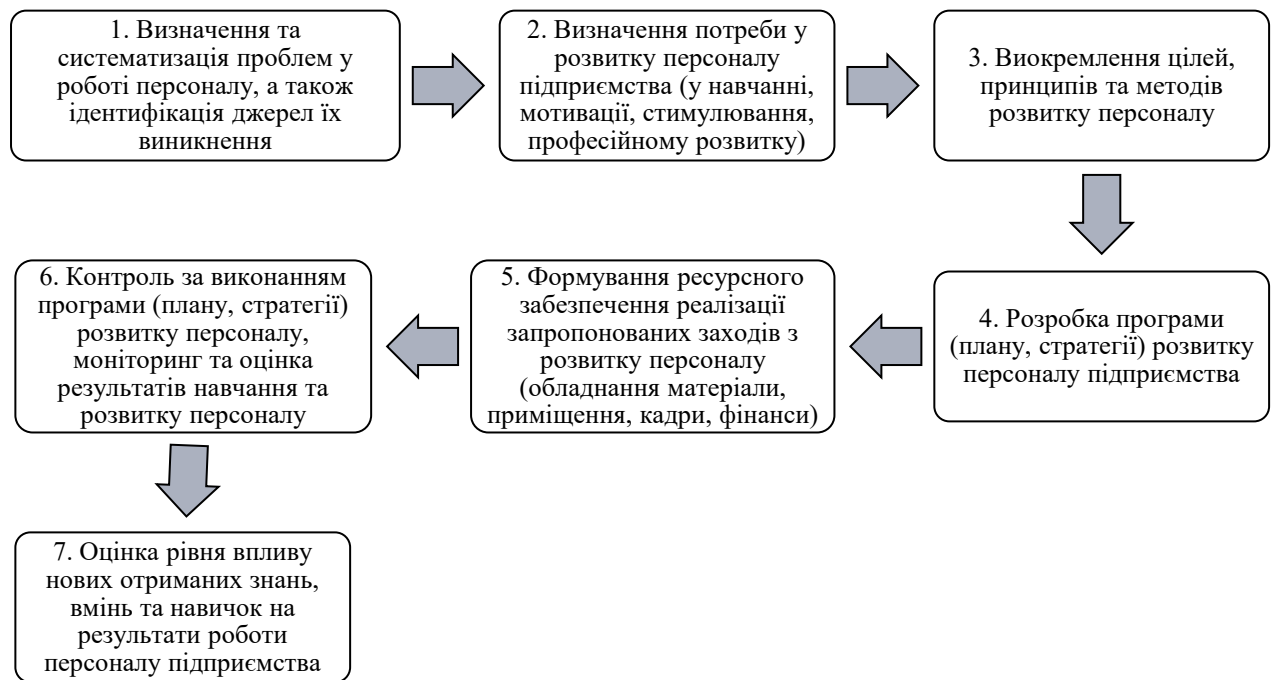 1. Визначення та
систематизація проблем у
роботі персоналу, а також
ідентифікація джерел їх
виникнення
2. Визначення потреби у
розвитку персоналу
підприємства (у навчанні,
мотивації, стимулювання,
професійному розвитку)
3. Виокремлення цілей,
принципів та методів
розвитку персоналу
4. Розробка програми
(плану, стратегії) розвитку
персоналу підприємства
5. Формування ресурсного
забезпечення реалізації
запропонованих заходів з
розвитку персоналу
(обладнання матеріали,
приміщення, кадри, фінанси)
6. Контроль за виконанням
програми (плану, стратегії)
розвитку персоналу,
моніторинг та оцінка
результатів навчання та
розвитку персоналу
7. Оцінка рівня впливу
нових отриманих знань,
вмінь та навичок на
результати роботи
персоналу підприємства